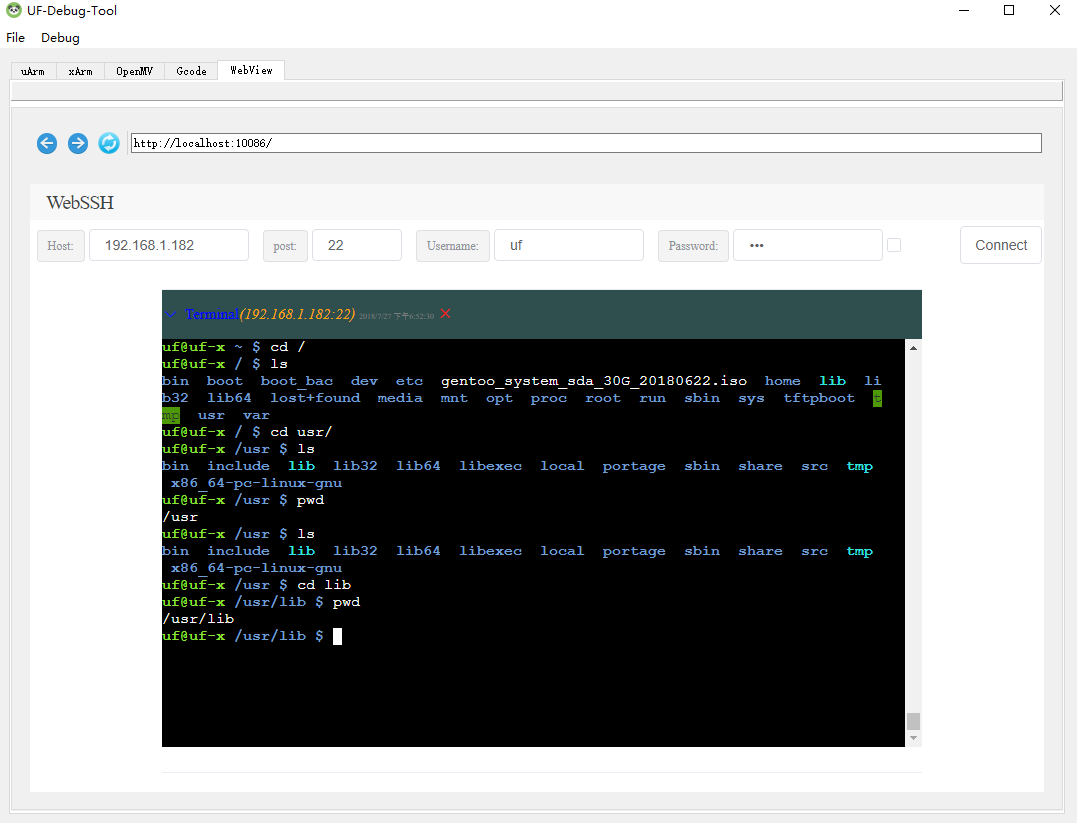 UF-Debug-Tool
File Debug
uArm xArm OpenMV Gcode WebView
http://localhost:10086/
WebSSH
Host: 192.168.1.182 post: 22 Username: uf Password: ••• Connect
Terminal(192.168.1.182:22) 2018/7/27 下午6:52:30
uf@uf-x ~ $ cd /
uf@uf-x / $ ls
bin boot boot_bac dev etc gentoo_system_sda_30G_20180622.iso home lib li
b32 lib64 lost+found media mnt opt proc root run sbin sys tftpboot t
mp usr var
uf@uf-x / $ cd usr/
uf@uf-x /usr $ ls
bin include lib lib32 lib64 libexec local portage sbin share src tmp
x86_64-pc-linux-gnu
uf@uf-x /usr $ pwd
/usr
uf@uf-x /usr $ ls
bin include lib lib32 lib64 libexec local portage sbin share src tmp
x86_64-pc-linux-gnu
uf@uf-x /usr $ cd lib
uf@uf-x /usr/lib $ pwd
/usr/lib
uf@uf-x /usr/lib $